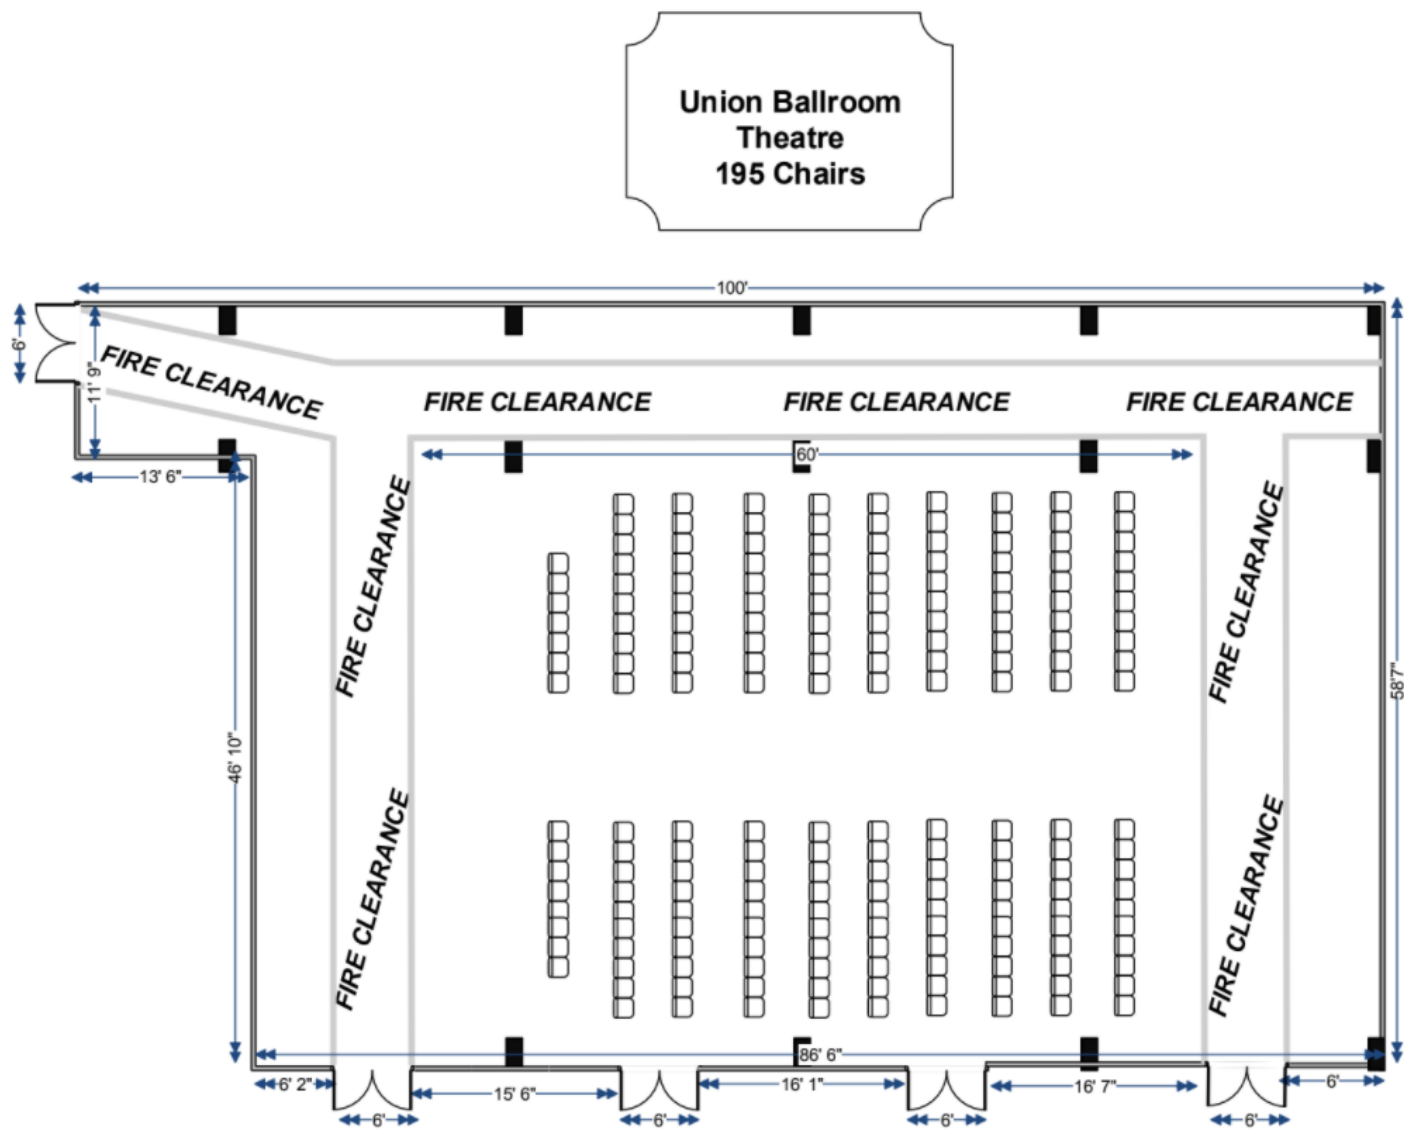 Union Ballroom
Theatre
195 Chairs
100'
6'
11' 9"
FIRE CLEARANCE
FIRE CLEARANCE
FIRE CLEARANCE
FIRE CLEARANCE
60'
13' 6"
FIRE CLEARANCE
FIRE CLEARANCE
58'7"
46' 10"
FIRE CLEARANCE
FIRE CLEARANCE
86' 6"
6' 2"
15' 6"
16' 1"
16' 7"
6'
6'
6'
6'
6'